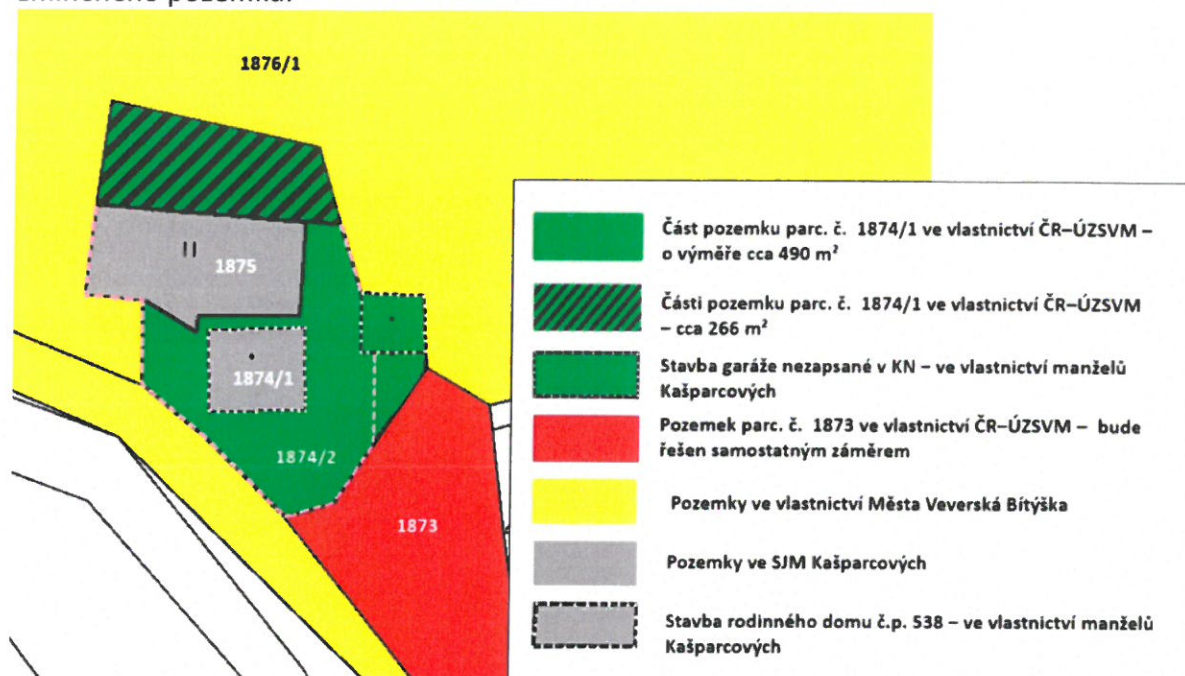 zmíněného pozemku.
1876/1
II
1875
1874/1
1874/2
1873
Část pozemku parc. č. 1874/1 ve vlastnictví ČR–ÚZSVM –
o výměře cca 490 m²
Části pozemku parc. č. 1874/1 ve vlastnictví ČR–ÚZSVM
– cca 266 m²
Stavba garáže nezapsané v KN – ve vlastnictví manželů
Kašparcových
Pozemek parc. č. 1873 ve vlastnictví ČR–ÚZSVM – bude
řešen samostatným záměrem
Pozemky ve vlastnictví Města Veverská Bítýška
Pozemky ve SJM Kašparcových
Stavba rodinného domu č.p. 538 – ve vlastnictví manželů
Kašparcových